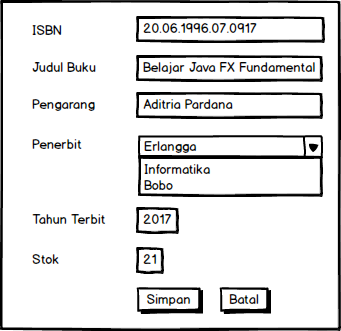 ISBN 20.06.1996.07.0917
Judul Buku Belajar Java FX Fundamental
Pengarang Aditria Pardana
Penerbit Erlangga
Informatika
Bobo
Tahun Terbit 2017
Stok 21
Simpan Batal